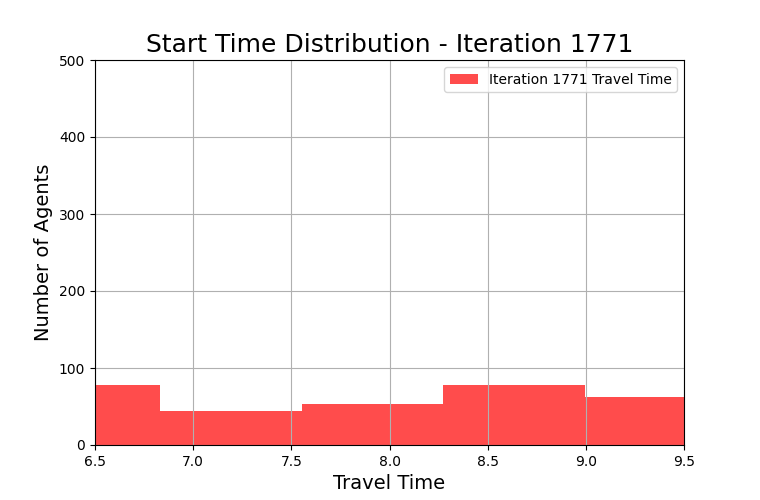 Start Time Distribution - Iteration 1771
Iteration 1771 Travel Time
Number of Agents
500
400
300
200
100
0
6.5 7.0 7.5 8.0 8.5 9.0 9.5
Travel Time